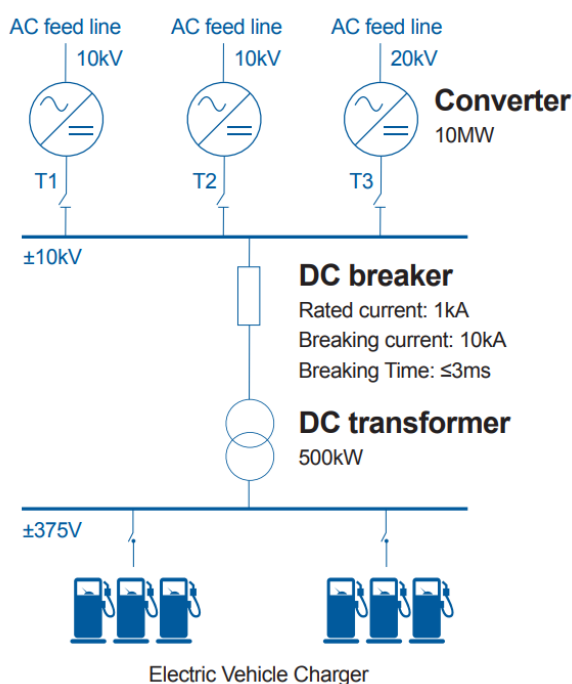 AC feed line AC feed line AC feed line
10kV 10kV 20kV
Converter
10MW
T1 T2 T3
±10kV
DC breaker
Rated current: 1kA
Breaking current: 10kA
Breaking Time: ≤3ms
DC transformer
500kW
±375V
Electric Vehicle Charger